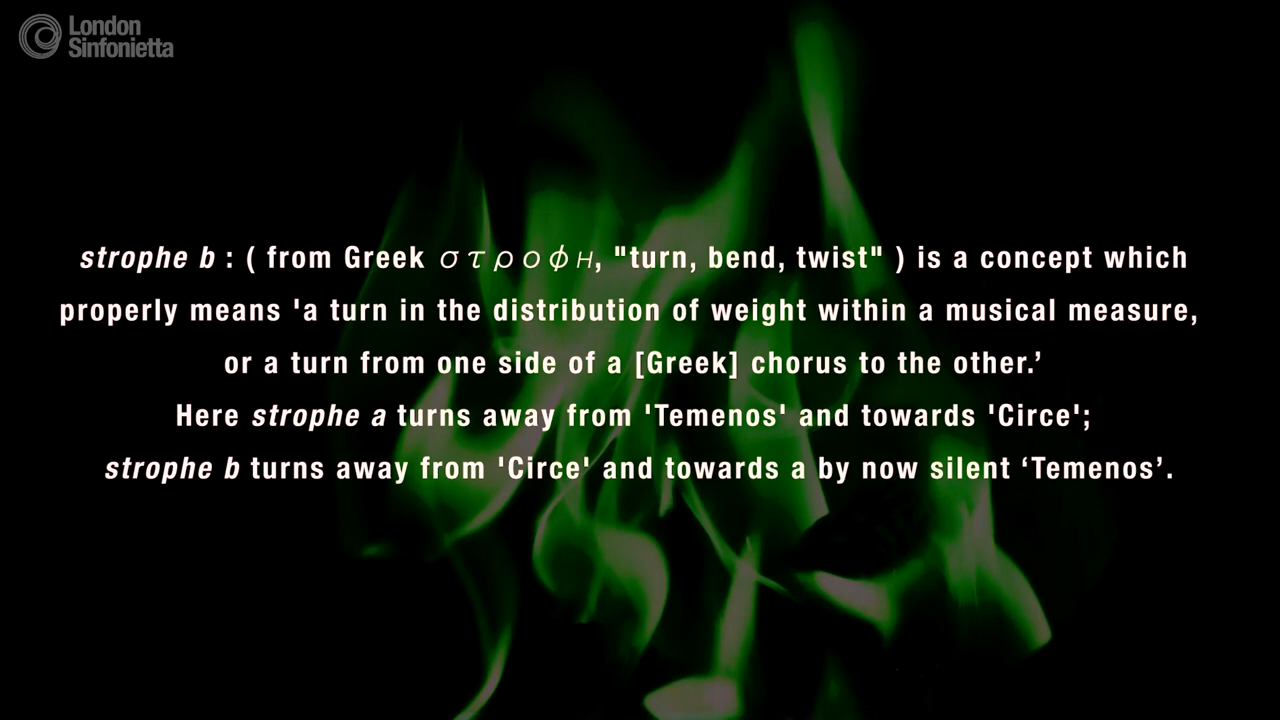 London
Sinfonietta
strophe b : ( from Greek σ τ ρ ο φ Η, "turn, bend, twist" ) is a concept which
properly means 'a turn in the distribution of weight within a musical measure,
or a turn from one side of a [Greek] chorus to the other.’
Here strophe a turns away from 'Temenos' and towards 'Circe';
strophe b turns away from 'Circe' and towards a by now silent ‘Temenos’.